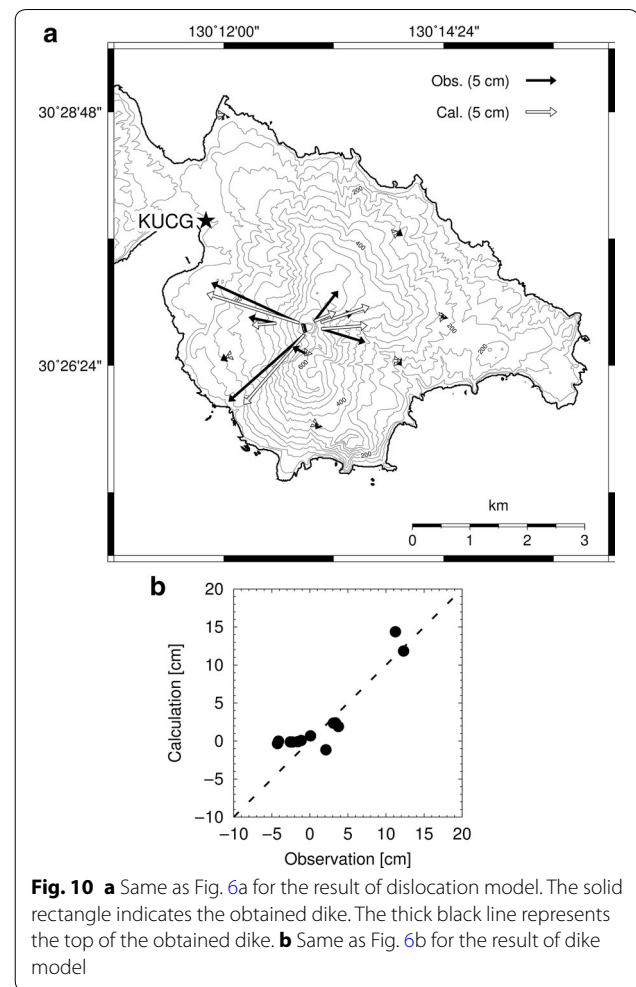 a
130˚12'00" 130˚14'24"
Obs. (5 cm)
30˚28'48"
Cal. (5 cm)
200
KUCG
400
200
30˚26'24"
200
600
400
200
km
0 1 2 3
b
20
15
10
5
0
−5
−10
Calculation [cm]
−10 −5 0 5 10 15 20
Observation [cm]
Fig. 10 a Same as Fig. 6a for the result of dislocation model. The solid
rectangle indicates the obtained dike. The thick black line represents
the top of the obtained dike. b Same as Fig. 6b for the result of dike
model